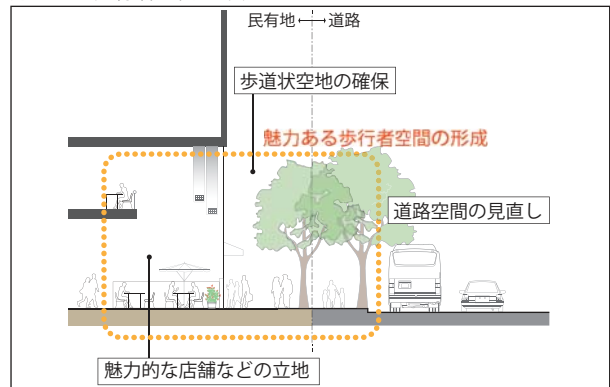 民有地 ⟷ 道路
歩道状空地の確保
魅力ある歩行者空間の形成
道路空間の見直し
魅力的な店舗などの立地